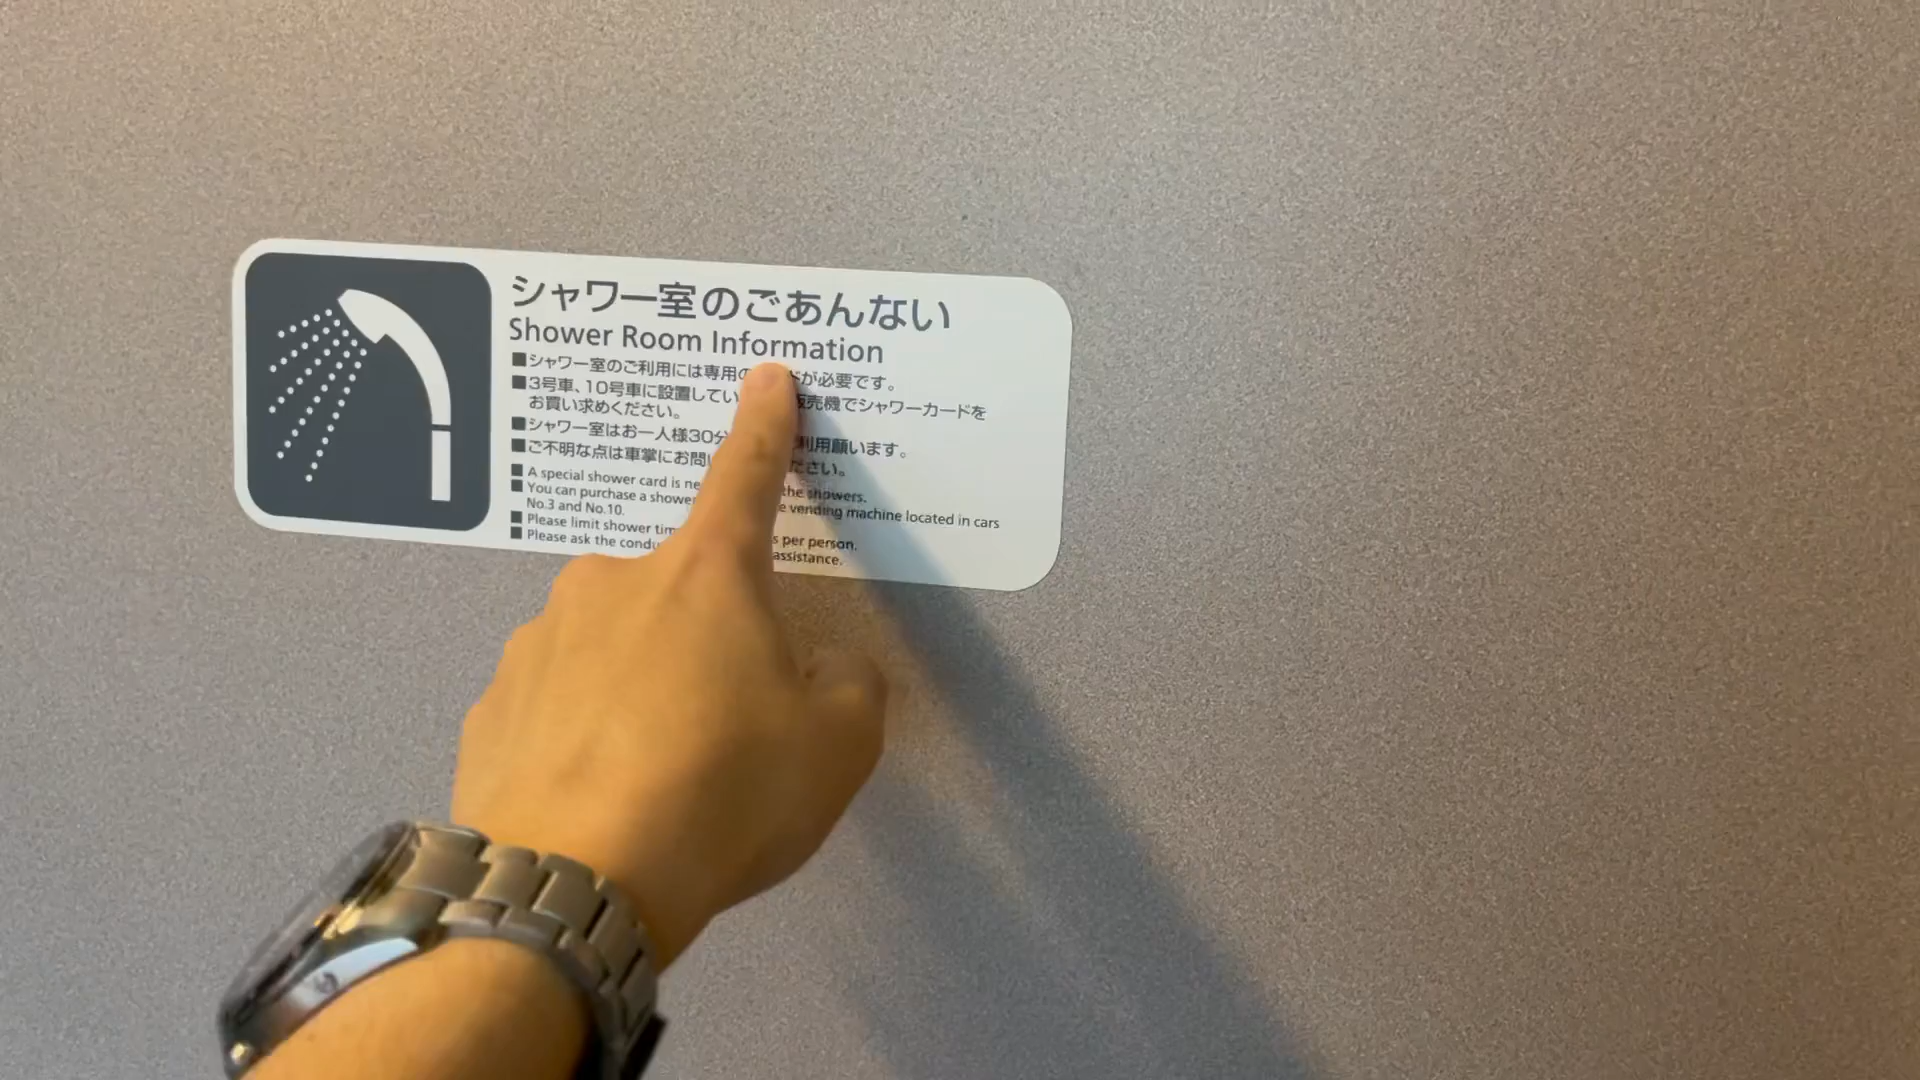 シャワー室のごあんない
Shower Room Information
■シャワー室のご利用には専用の が必要です。
■3号車、10号車に設置してい 販売機でシャワーカードを
お買い求めください。
■シャワー室はお一人様30分 利用願います。
■ご不明な点は車掌にお問 ださい。
■A special shower card is the showers.
■You can purchase a shower vending machine located in cars
No.3 and No.10.
■Please limit shower per person.
■Please ask the assistance.